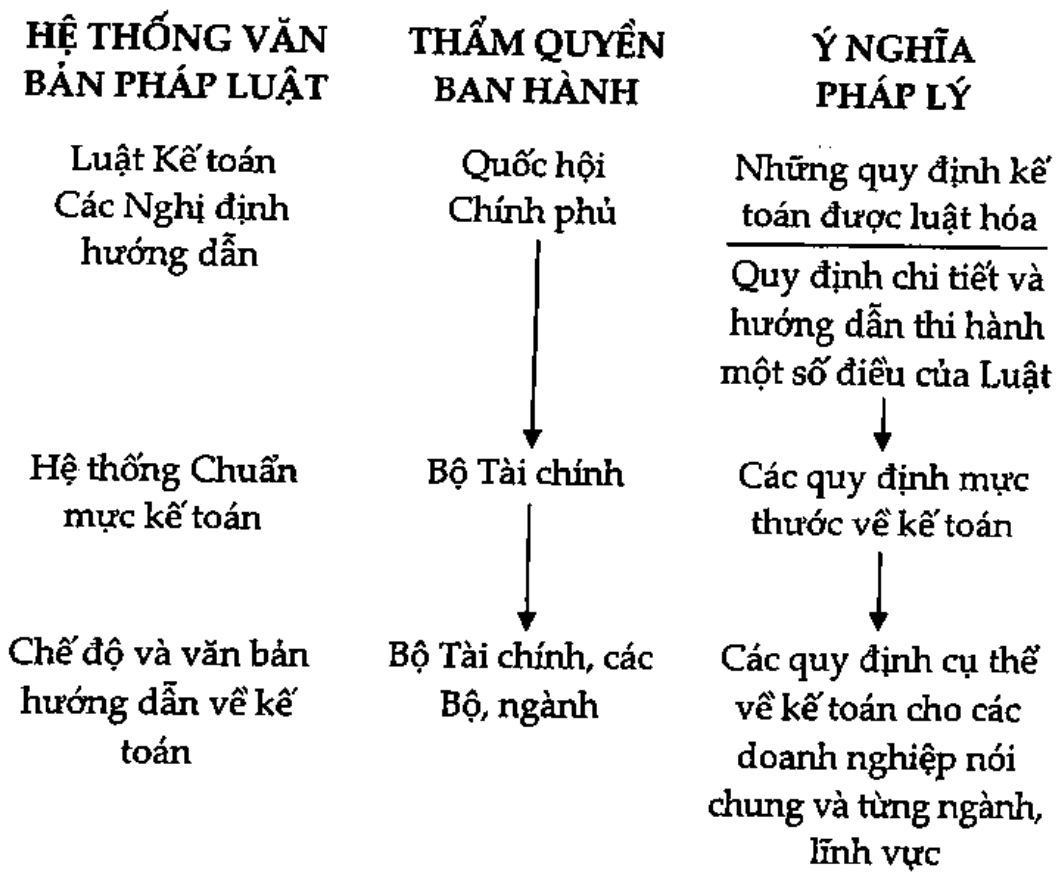 HỆ THỐNG VĂN
BẢN PHÁP LUẬT
THẨM QUYỀN
BAN HÀNH
Ý NGHĨA
PHÁP LÝ
Luật Kế toán
Các Nghị định
hướng dẫn
Quốc hội
Chính phủ
Những quy định kế
toán được luật hóa
Quy định chi tiết và
hướng dẫn thi hành
một số điều của Luật
Hệ thống Chuẩn
mực kế toán
Bộ Tài chính
Các quy định mực
thước về kế toán
Chế độ và văn bản
hướng dẫn về kế
toán
Bộ Tài chính, các
Bộ, ngành
Các quy định cụ thể
về kế toán cho các
doanh nghiệp nói
chung và từng ngành,
lĩnh vực